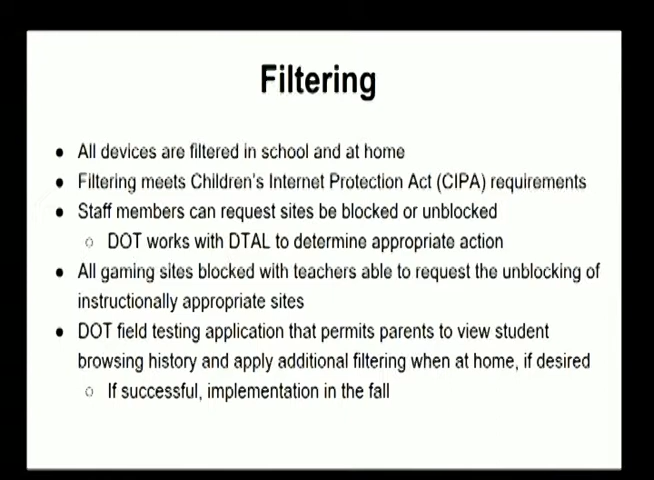 Filtering
● All devices are filtered in school and at home
● Filtering meets Children's Internet Protection Act (CIPA) requirements
● Staff members can request sites be blocked or unblocked
○ DOT works with DTAL to determine appropriate action
● All gaming sites blocked with teachers able to request the unblocking of
instructionally appropriate sites
● DOT field testing application that permits parents to view student
browsing history and apply additional filtering when at home, if desired
○ If successful, implementation in the fall